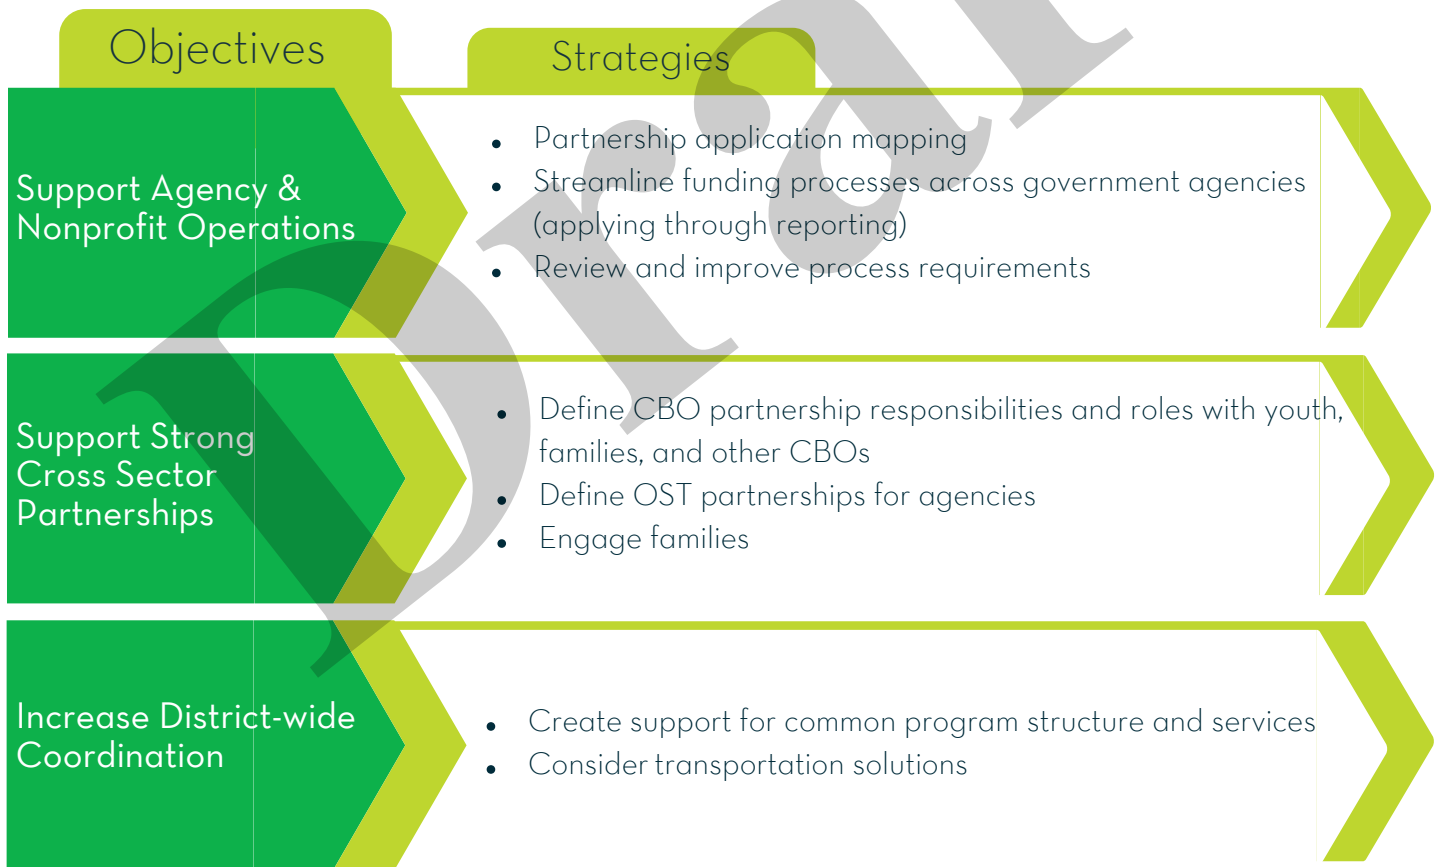 Objectives
Strategies
Support Agency &
Nonprofit Operations
• Partnership application mapping
• Streamline funding processes across government agencies
(applying through reporting)
• Review and improve process requirements
Support Strong
Cross Sector
Partnerships
• Define CBO partnership responsibilities and roles with youth,
families, and other CBOs
• Define OST partnerships for agencies
• Engage families
Increase District-wide
Coordination
• Create support for common program structure and services
• Consider transportation solutions